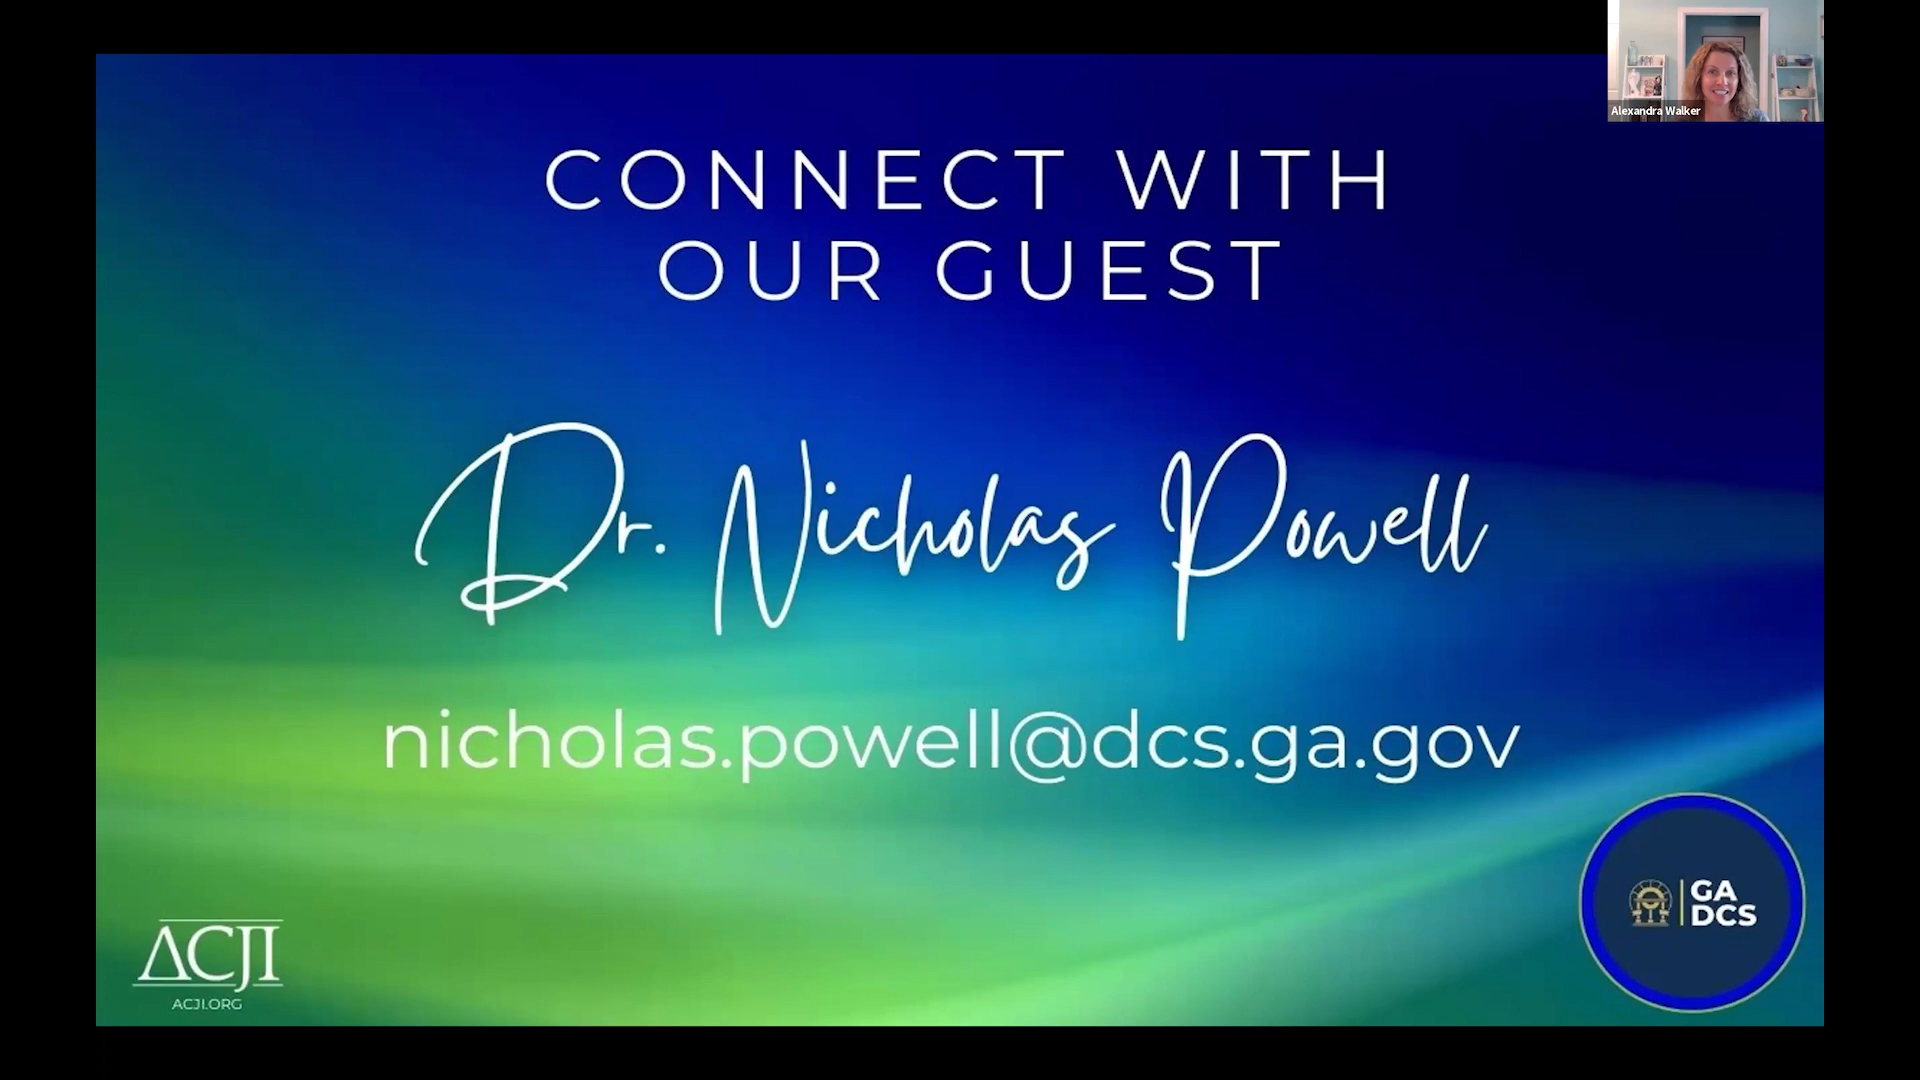 Alexandra Walker
CONNECT WITH
OUR GUEST
Dr. Nicholas Powell
nicholas.powell@dcs.ga.gov
ACJI
ACJI.ORG
GA
DCS